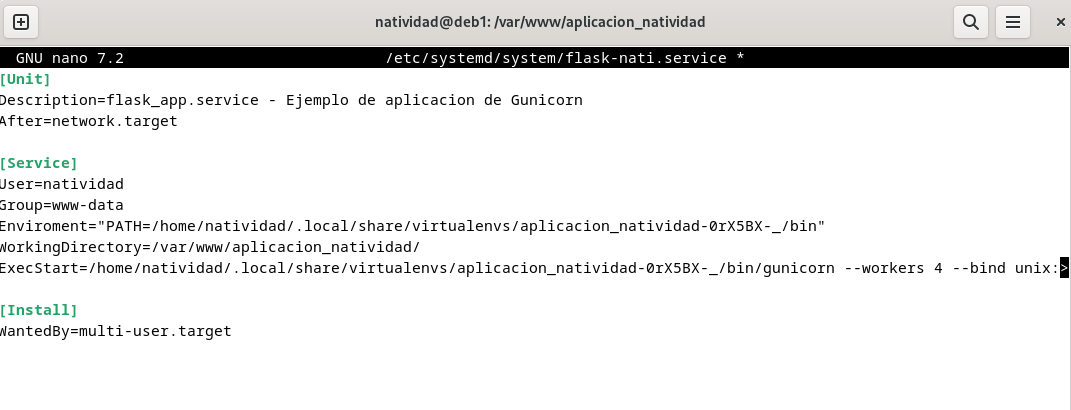 natividad@deb1: /var/www/aplicacion_natividad
GNU nano 7.2 /etc/systemd/system/flask-nati.service *
[Unit]
Description=flask_app.service - Ejemplo de aplicacion de Gunicorn
After=network.target
[Service]
User=natividad
Group=www-data
Enviroment="PATH=/home/natividad/.local/share/virtualenvs/aplicacion_natividad-0rX5BX-_/bin"
WorkingDirectory=/var/www/aplicacion_natividad/
ExecStart=/home/natividad/.local/share/virtualenvs/aplicacion_natividad-0rX5BX-_/bin/gunicorn --workers 4 --bind unix:>
[Install]
WantedBy=multi-user.target